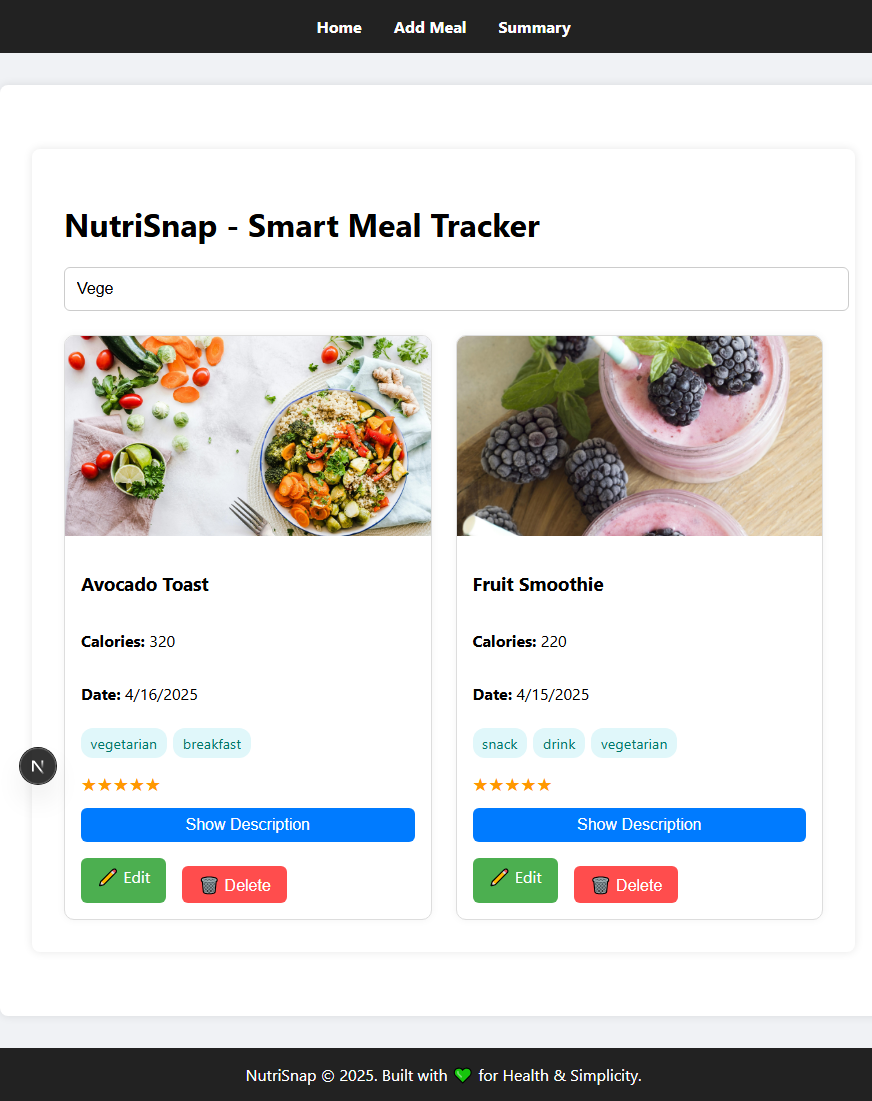 Home Add Meal Summary
NutriSnap - Smart Meal Tracker
Vege
Avocado Toast
Calories: 320
Date: 4/16/2025
vegetarian breakfast
★★★★★
Show Description
✏️ Edit 🗑️ Delete
Fruit Smoothie
Calories: 220
Date: 4/15/2025
snack drink vegetarian
★★★★★
Show Description
✏️ Edit 🗑️ Delete
N
NutriSnap © 2025. Built with 💚 for Health & Simplicity.